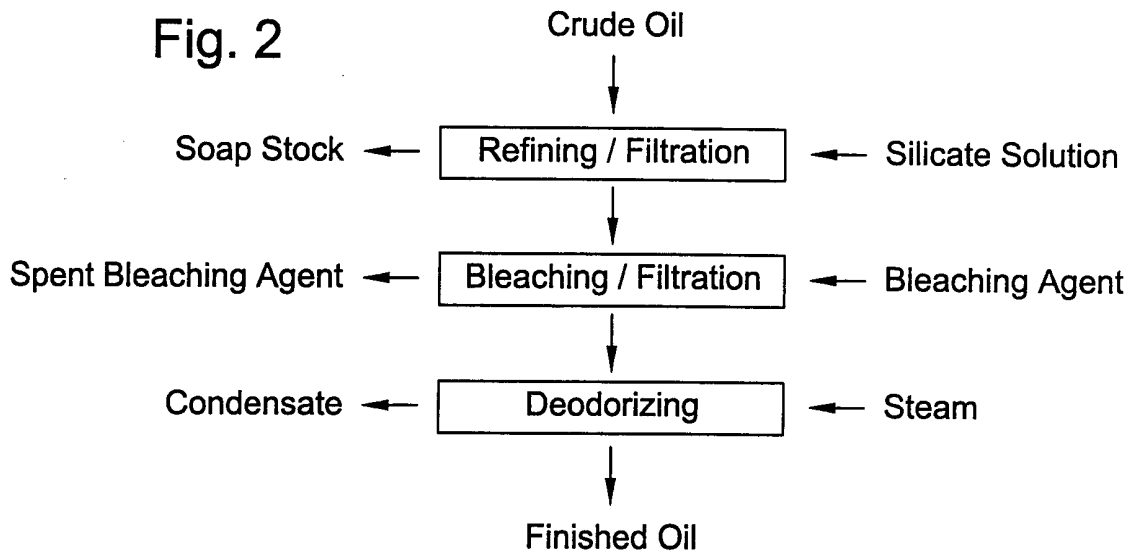 Fig. 2
Crude Oil
Soap Stock
Refining / Filtration
Silicate Solution
Spent Bleaching Agent
Bleaching / Filtration
Bleaching Agent
Condensate
Deodorizing
Steam
Finished Oil